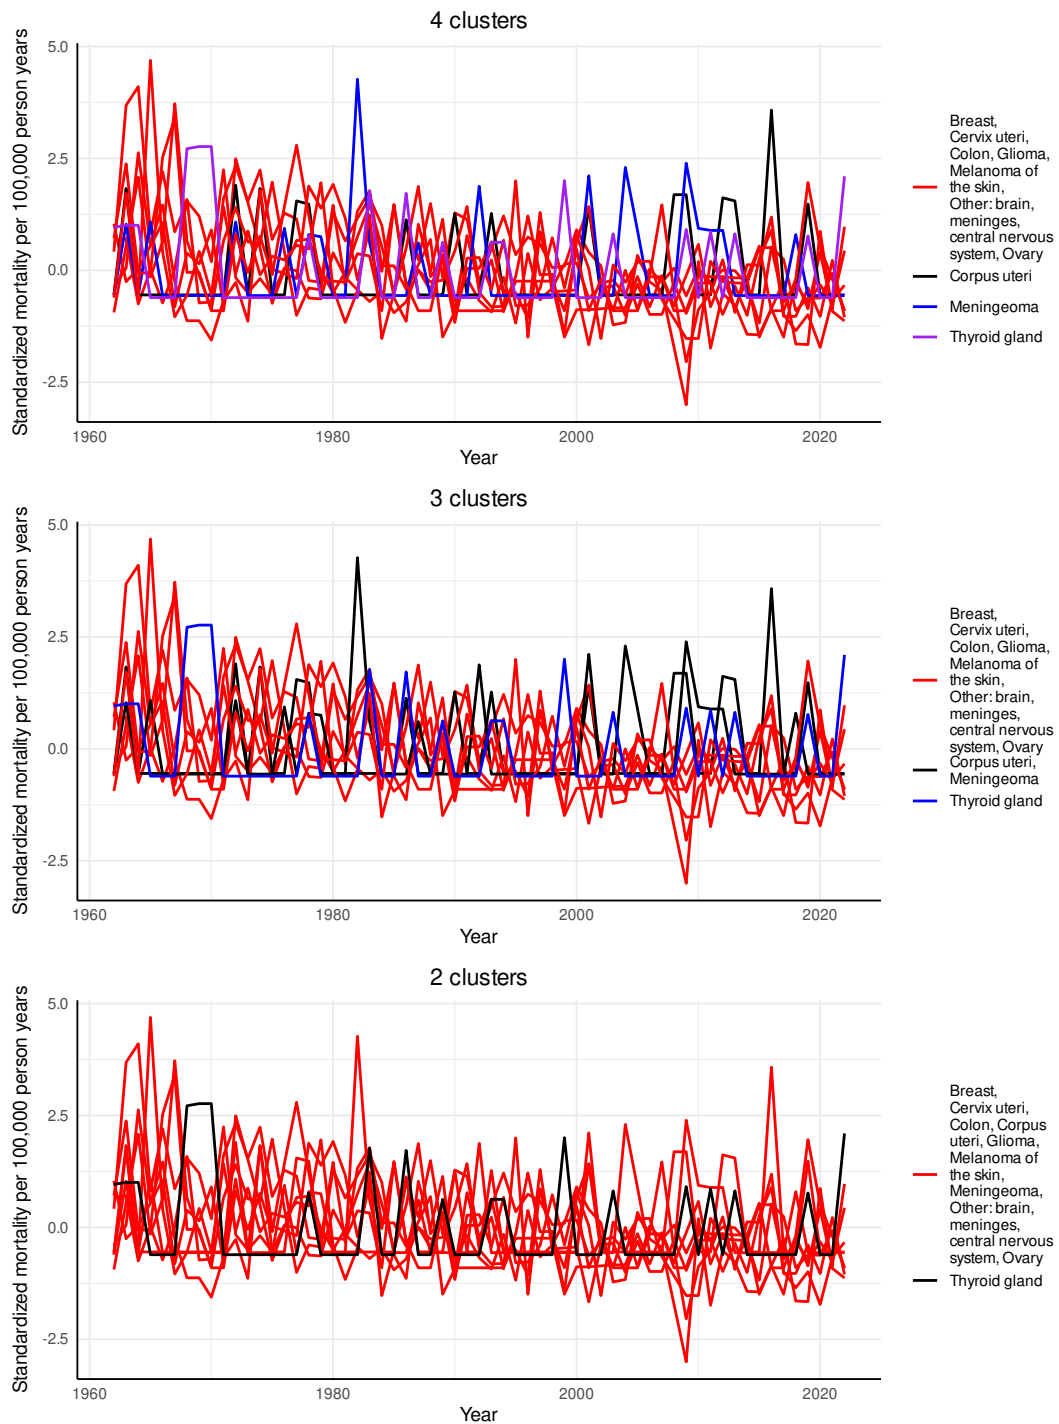 4 clusters
Standardized mortality per 100,000 person years
5.0
2.5
0.0
-2.5
1960
1980
2000
2020
Year
Breast,
Cervix uteri,
Colon, Glioma,
Melanoma of
the skin,
Other: brain,
meninges,
central nervous
system, Ovary
Corpus uteri
Meningeoma
Thyroid gland
3 clusters
Standardized mortality per 100,000 person years
5.0
2.5
0.0
-2.5
1960
1980
2000
2020
Year
Breast,
Cervix uteri,
Colon, Glioma,
Melanoma of
the skin,
Other: brain,
meninges,
central nervous
system, Ovary
Corpus uteri,
Meningeoma
Thyroid gland
2 clusters
Standardized mortality per 100,000 person years
5.0
2.5
0.0
-2.5
1960
1980
2000
2020
Year
Breast,
Cervix uteri,
Colon, Corpus
uteri, Glioma,
Melanoma of
the skin,
Meningeoma,
Other: brain,
meninges,
central nervous
system, Ovary
Thyroid gland